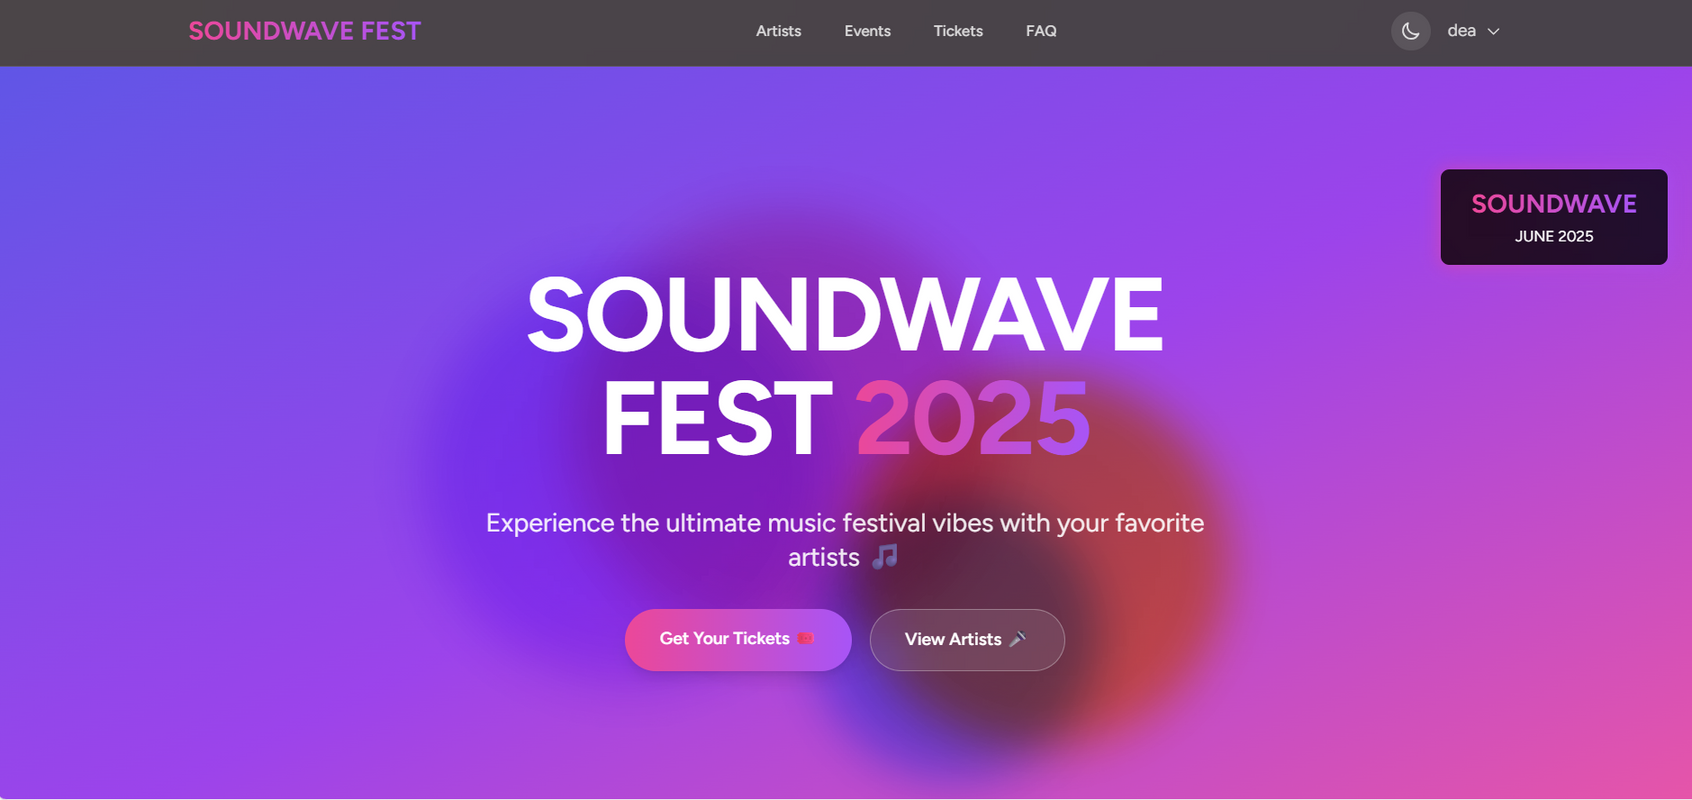 SOUNDWAVE FEST
Artists
Events
Tickets
FAQ
dea
SOUNDWAVE
JUNE 2025
SOUNDWAVE
FEST 2025
Experience the ultimate music festival vibes with your favorite
artists 🎵
Get Your Tickets 🎟️
View Artists 🎤